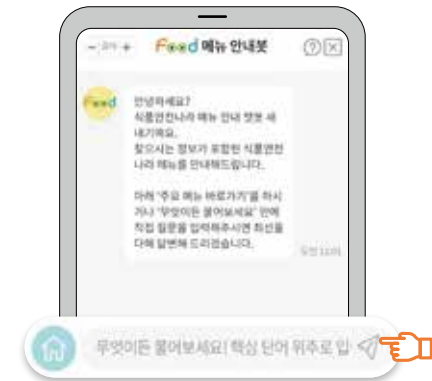 - 크기 + Food 메뉴 안내봇 ? X
Food
안녕하세요?
식품안전나라 메뉴 안내 챗봇 새
내기예요.
찾으시는 정보가 포함된 식품안전
나라 메뉴를 안내해드립니다.
아래 '주요 메뉴 바로가기'를 하시
거나 '무엇이든 물어보세요' 안에
직접 질문을 입력해주시면 최선을
다해 답변해 드리겠습니다.
무엇이든 물어보세요! 핵심 단어 위주로 입